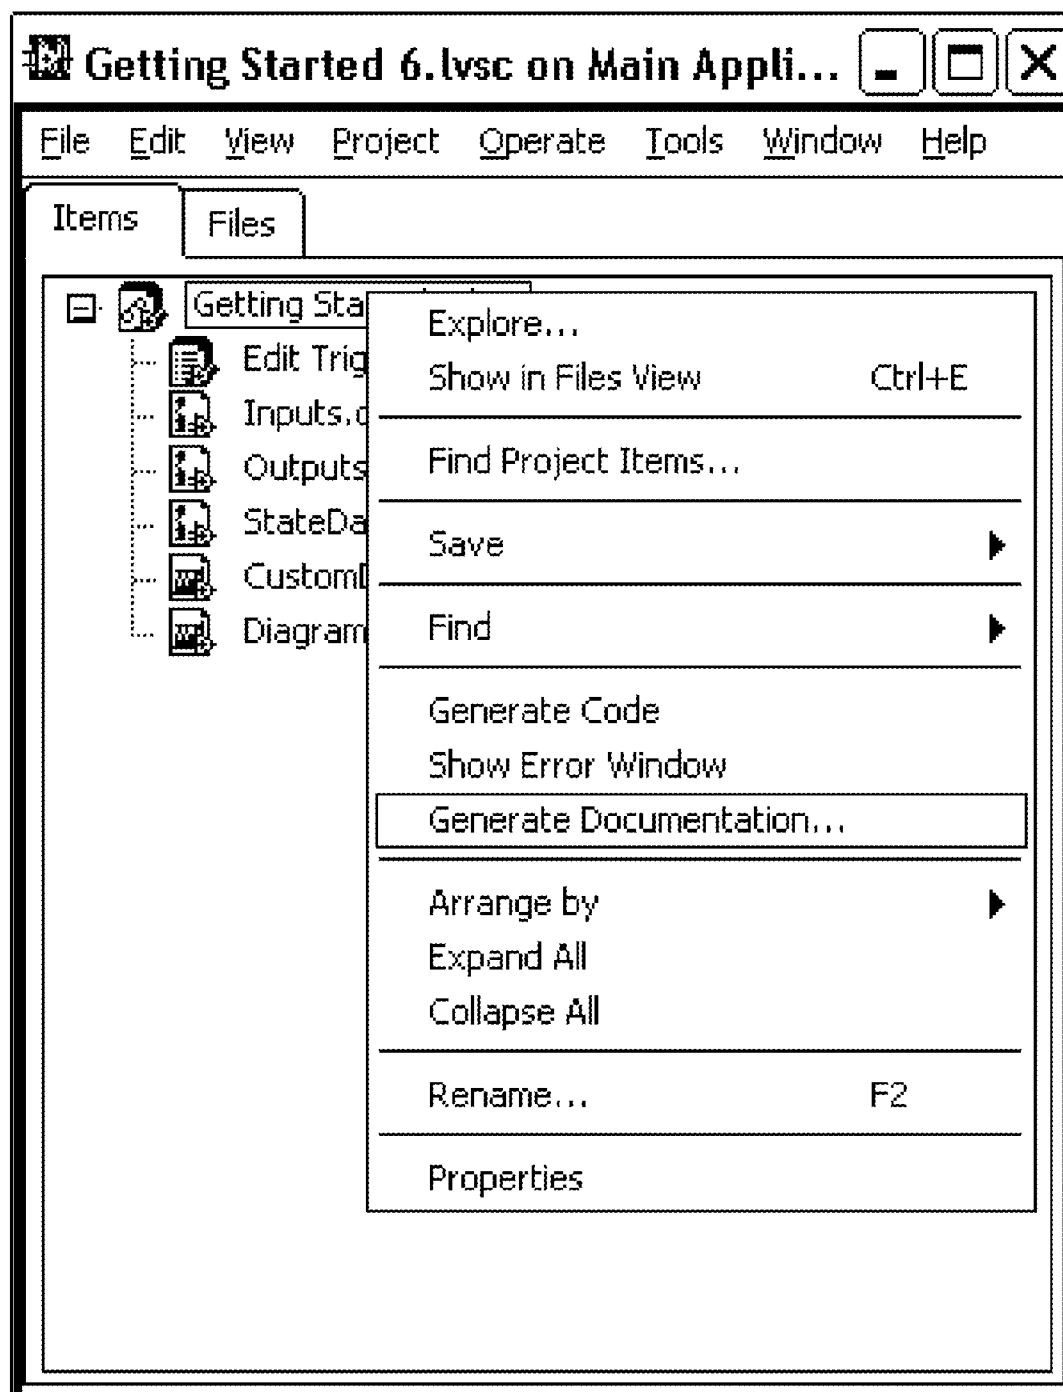 Getting Started 6.lvsc on Main Appli...
File Edit View Project Operate Tools Window Help
Items Files
Getting Sta
Edit Trig
Inputs.c
Outputs
StateDa
Custom
Diagram
Explore...
Show in Files View Ctrl+E
Find Project Items...
Save
Find
Generate Code
Show Error Window
Generate Documentation...
Arrange by
Expand All
Collapse All
Rename... F2
Properties